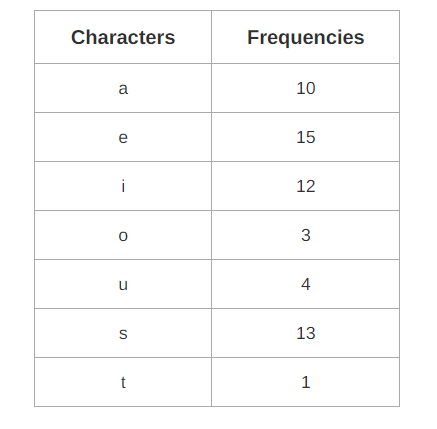 Characters Frequencies
a 10
e 15
i 12
o 3
u 4
s 13
t 1